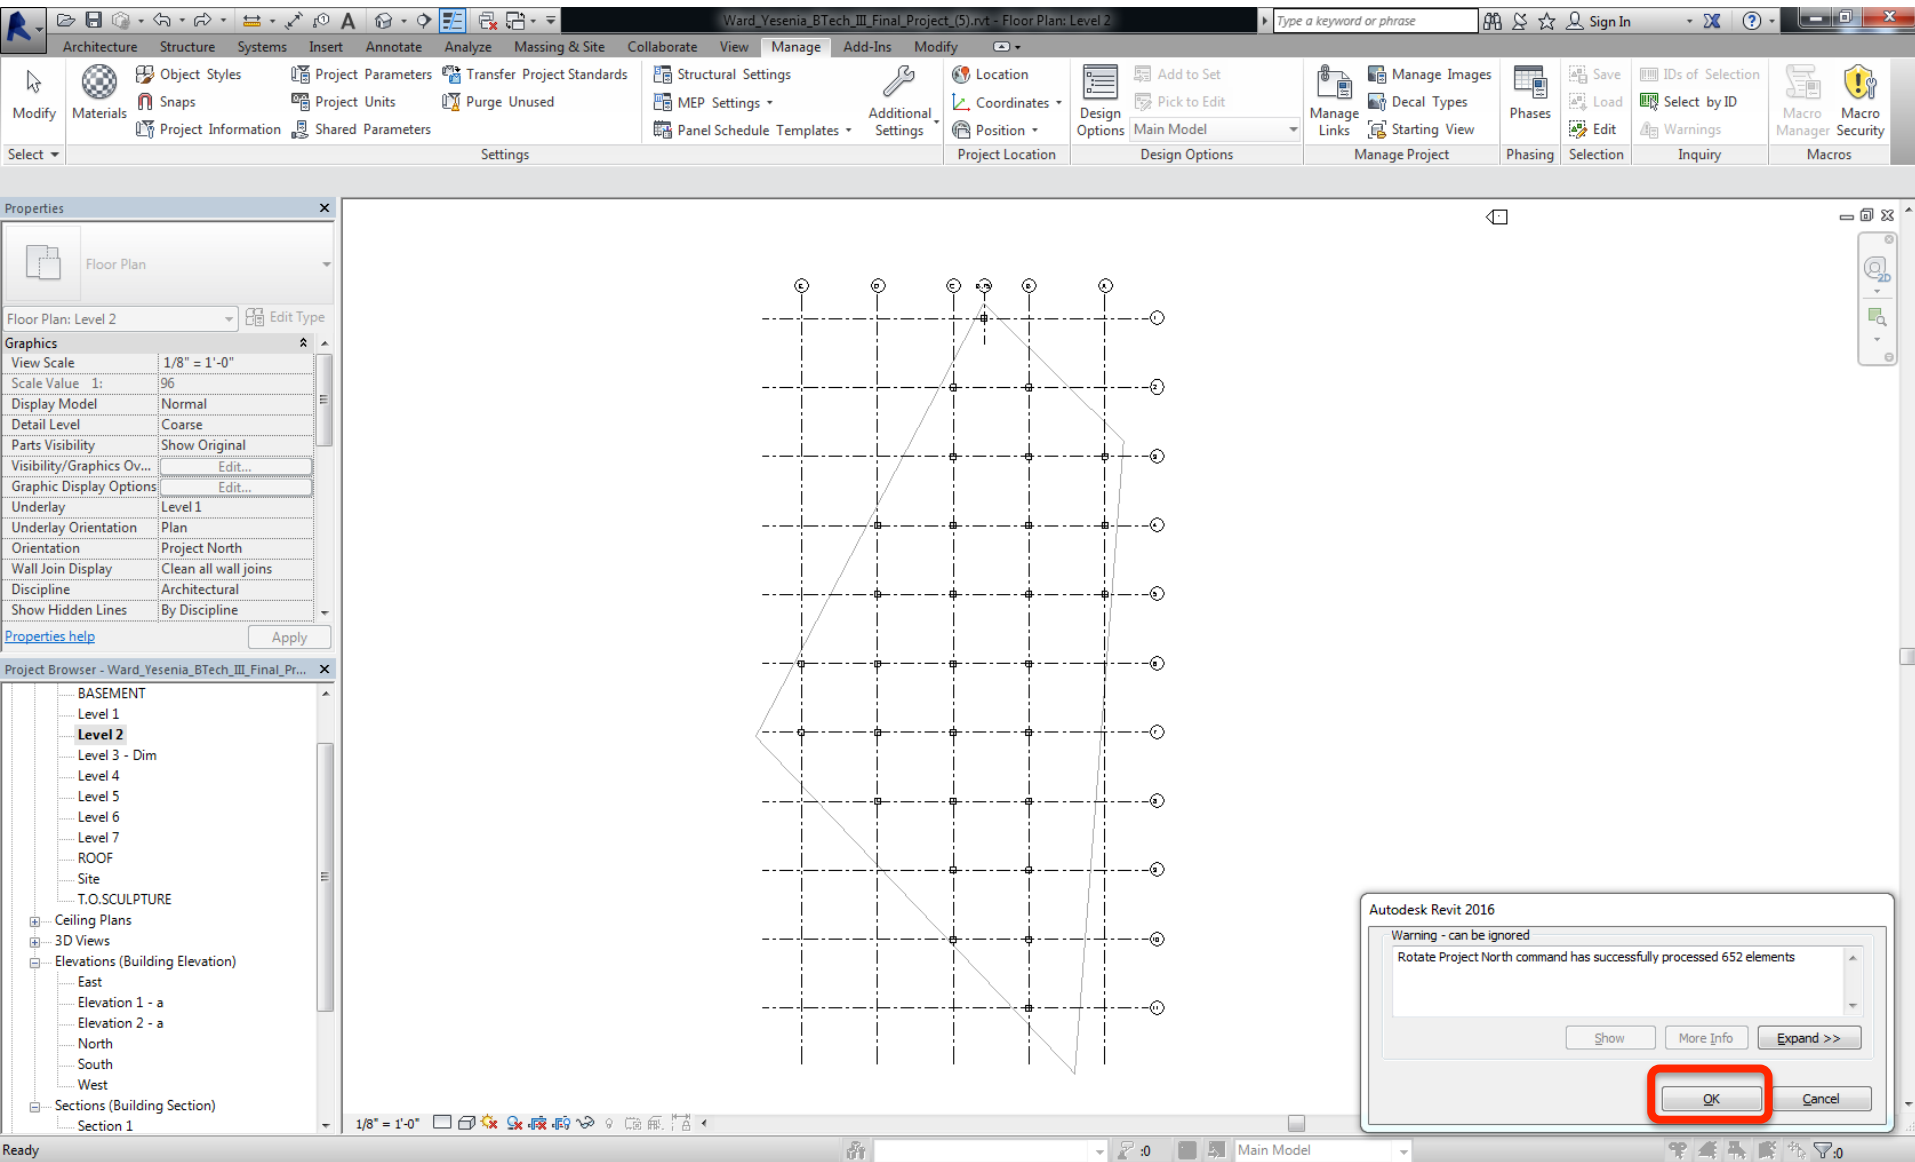 Ward_Yesenia_BTech_III_Final_Project_(5).rvt - Floor Plan: Level 2
Type a keyword or phrase
Sign In
Architecture Structure Systems Insert Annotate Analyze Massing & Site Collaborate View Manage Add-Ins Modify
Modify
Materials
Object Styles
Snaps
Project Information
Project Parameters
Project Units
Shared Parameters
Transfer Project Standards
Purge Unused
Structural Settings
MEP Settings
Panel Schedule Templates
Additional Settings
Location
Coordinates
Position
Design Options
Add to Set
Pick to Edit
Main Model
Manage Links
Manage Images
Decal Types
Starting View
Phases
Save
Load
Edit
IDs of Selection
Select by ID
Warnings
Macro Manager
Macro Security
Select
Settings
Project Location
Design Options
Manage Project
Phasing
Selection
Inquiry
Macros
Properties
Floor Plan
Floor Plan: Level 2
Edit Type
Graphics
View Scale 1/8" = 1'-0"
Scale Value 1: 96
Display Model Normal
Detail Level Coarse
Parts Visibility Show Original
Visibility/Graphics Ov... Edit...
Graphic Display Options Edit...
Underlay Level 1
Underlay Orientation Plan
Orientation Project North
Wall Join Display Clean all wall joins
Discipline Architectural
Show Hidden Lines By Discipline
Properties help
Apply
Project Browser - Ward_Yesenia_BTech_III_Final_Pr...
BASEMENT
Level 1
Level 2
Level 3 - Dim
Level 4
Level 5
Level 6
Level 7
ROOF
Site
T.O.SCULPTURE
Ceiling Plans
3D Views
Elevations (Building Elevation)
East
Elevation 1 - a
Elevation 2 - a
North
South
West
Sections (Building Section)
Section 1
2D
E D C B A
1
2
3
4
5
6
7
8
9
10
11
Autodesk Revit 2016
Warning - can be ignored
Rotate Project North command has successfully processed 652 elements
Show
More Info
Expand >>
OK
Cancel
1/8" = 1'-0"
Ready
:0
Main Model
:0